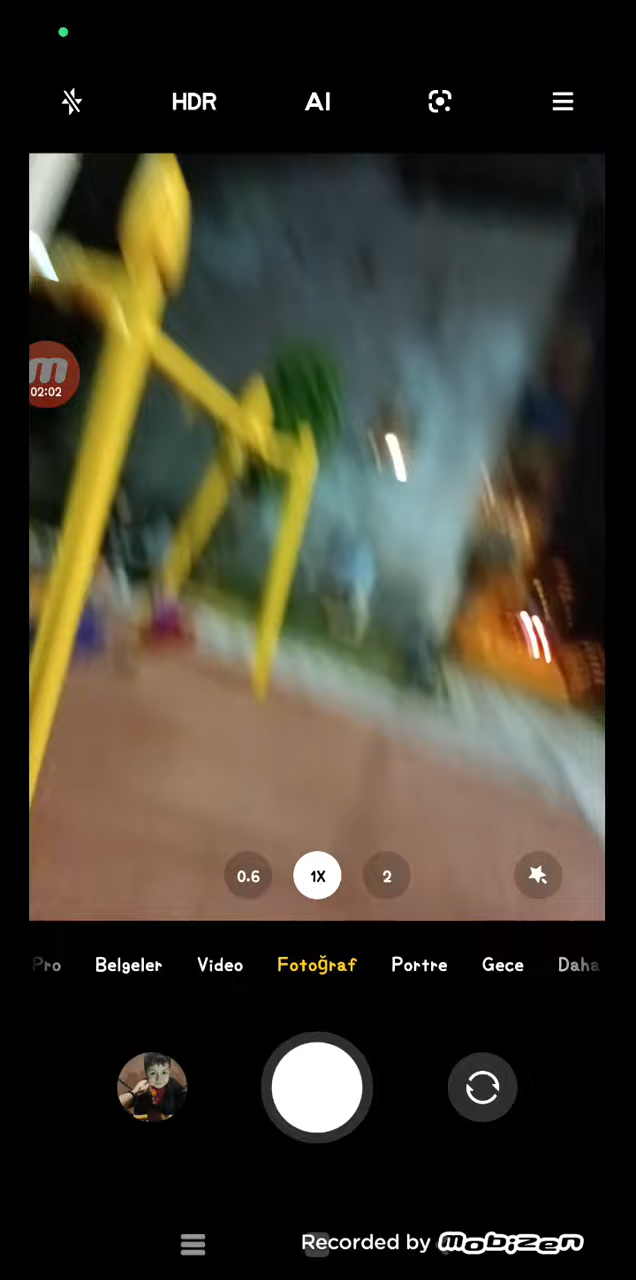 HDR
AI
m
02:02
0.6
1X
2
Pro
Belgeler
Video
Fotoğraf
Portre
Gece
Daha
Recorded by mobizen